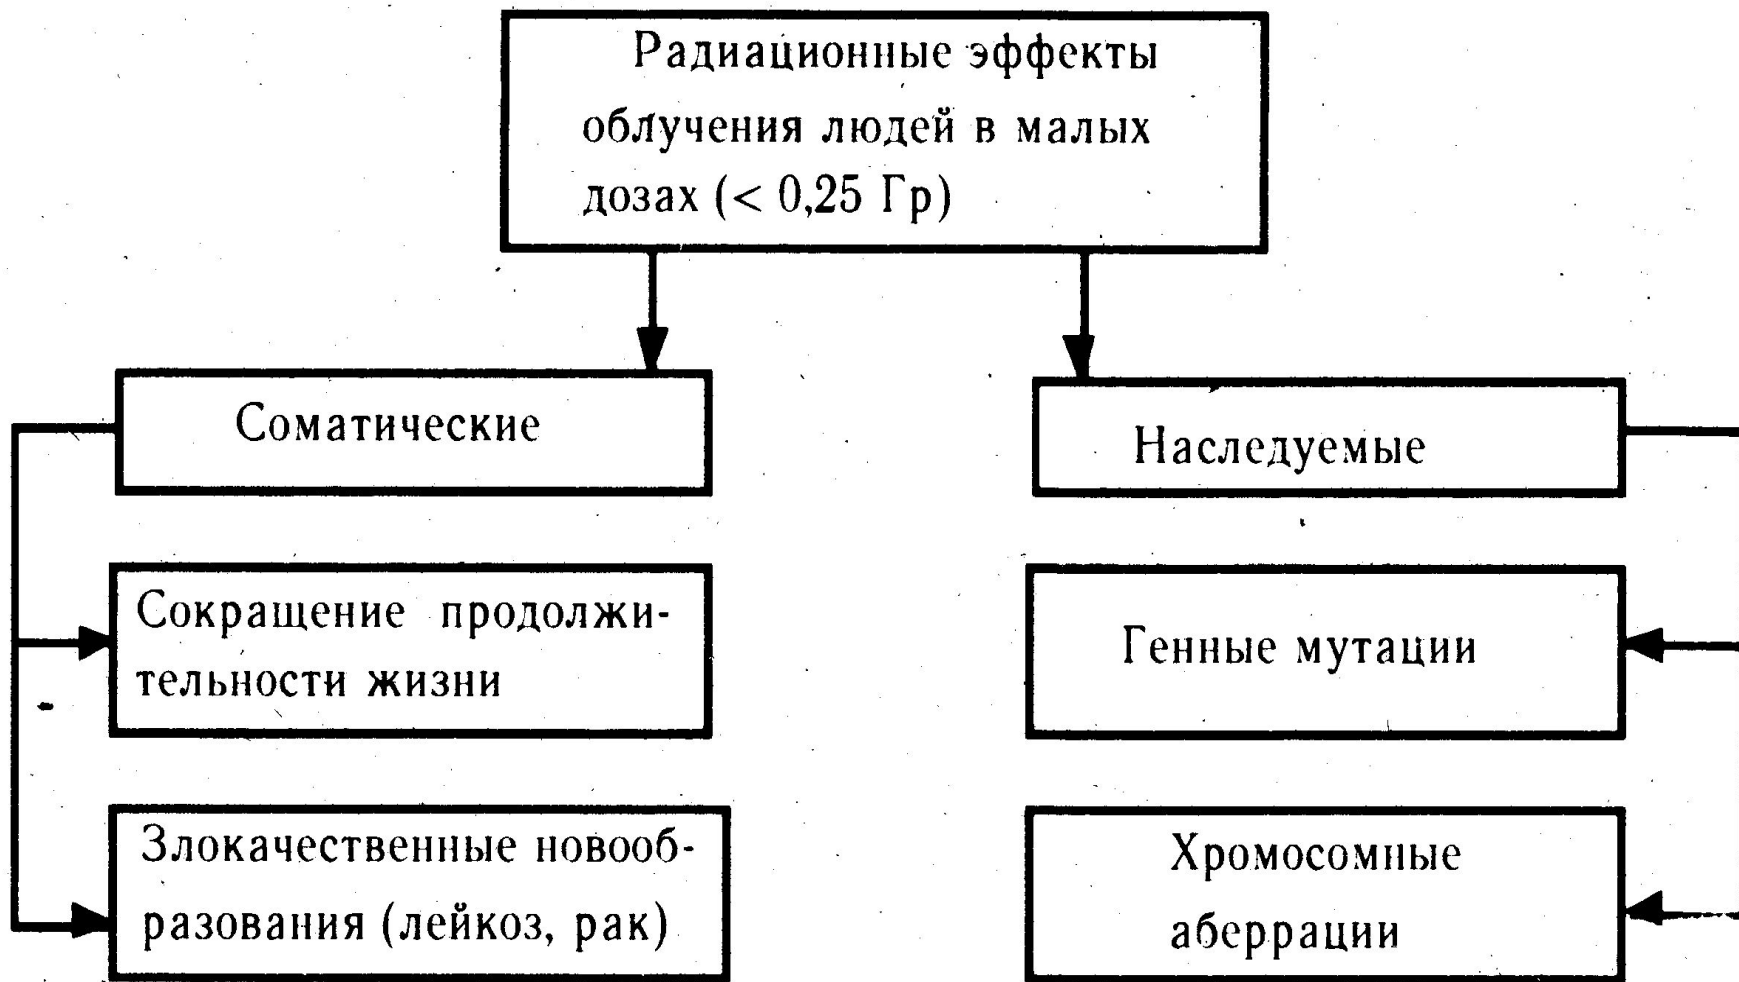 Радиационные эффекты
облучения людей в малых
дозах (< 0,25 Гр)
Соматические
Наследуемые
Сокращение продолжи-
тельности жизни
Генные мутации
Злокачественные новооб-
разования (лейкоз, рак)
Хромосомные
аберрации